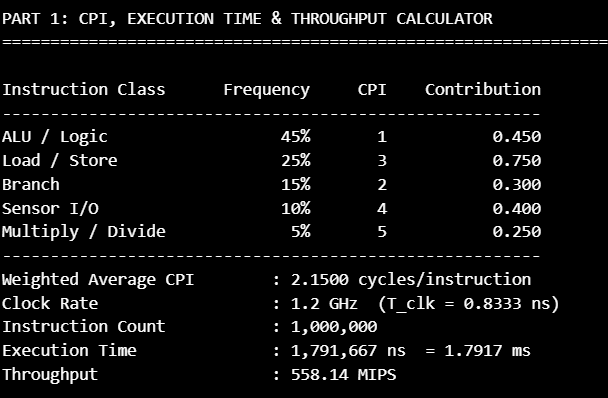 PART 1: CPI, EXECUTION TIME & THROUGHPUT CALCULATOR
============================================================
Instruction Class Frequency CPI Contribution
------------------------------------------------------
ALU / Logic 45% 1 0.450
Load / Store 25% 3 0.750
Branch 15% 2 0.300
Sensor I/O 10% 4 0.400
Multiply / Divide 5% 5 0.250
------------------------------------------------------
Weighted Average CPI : 2.1500 cycles/instruction
Clock Rate : 1.2 GHz (T_clk = 0.8333 ns)
Instruction Count : 1,000,000
Execution Time : 1,791,667 ns = 1.7917 ms
Throughput : 558.14 MIPS